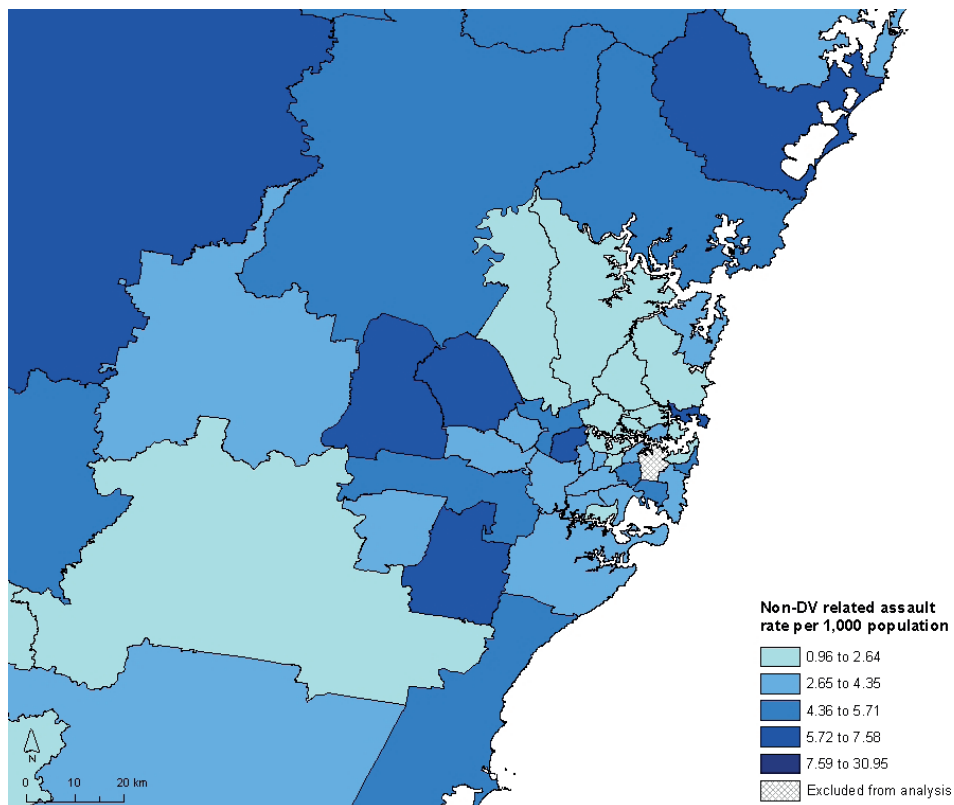 Non-DV related assault
rate per 1,000 population
0.96 to 2.64
2.65 to 4.35
4.36 to 5.71
5.72 to 7.58
7.59 to 30.95
Excluded from analysis
N
0 10 20 km